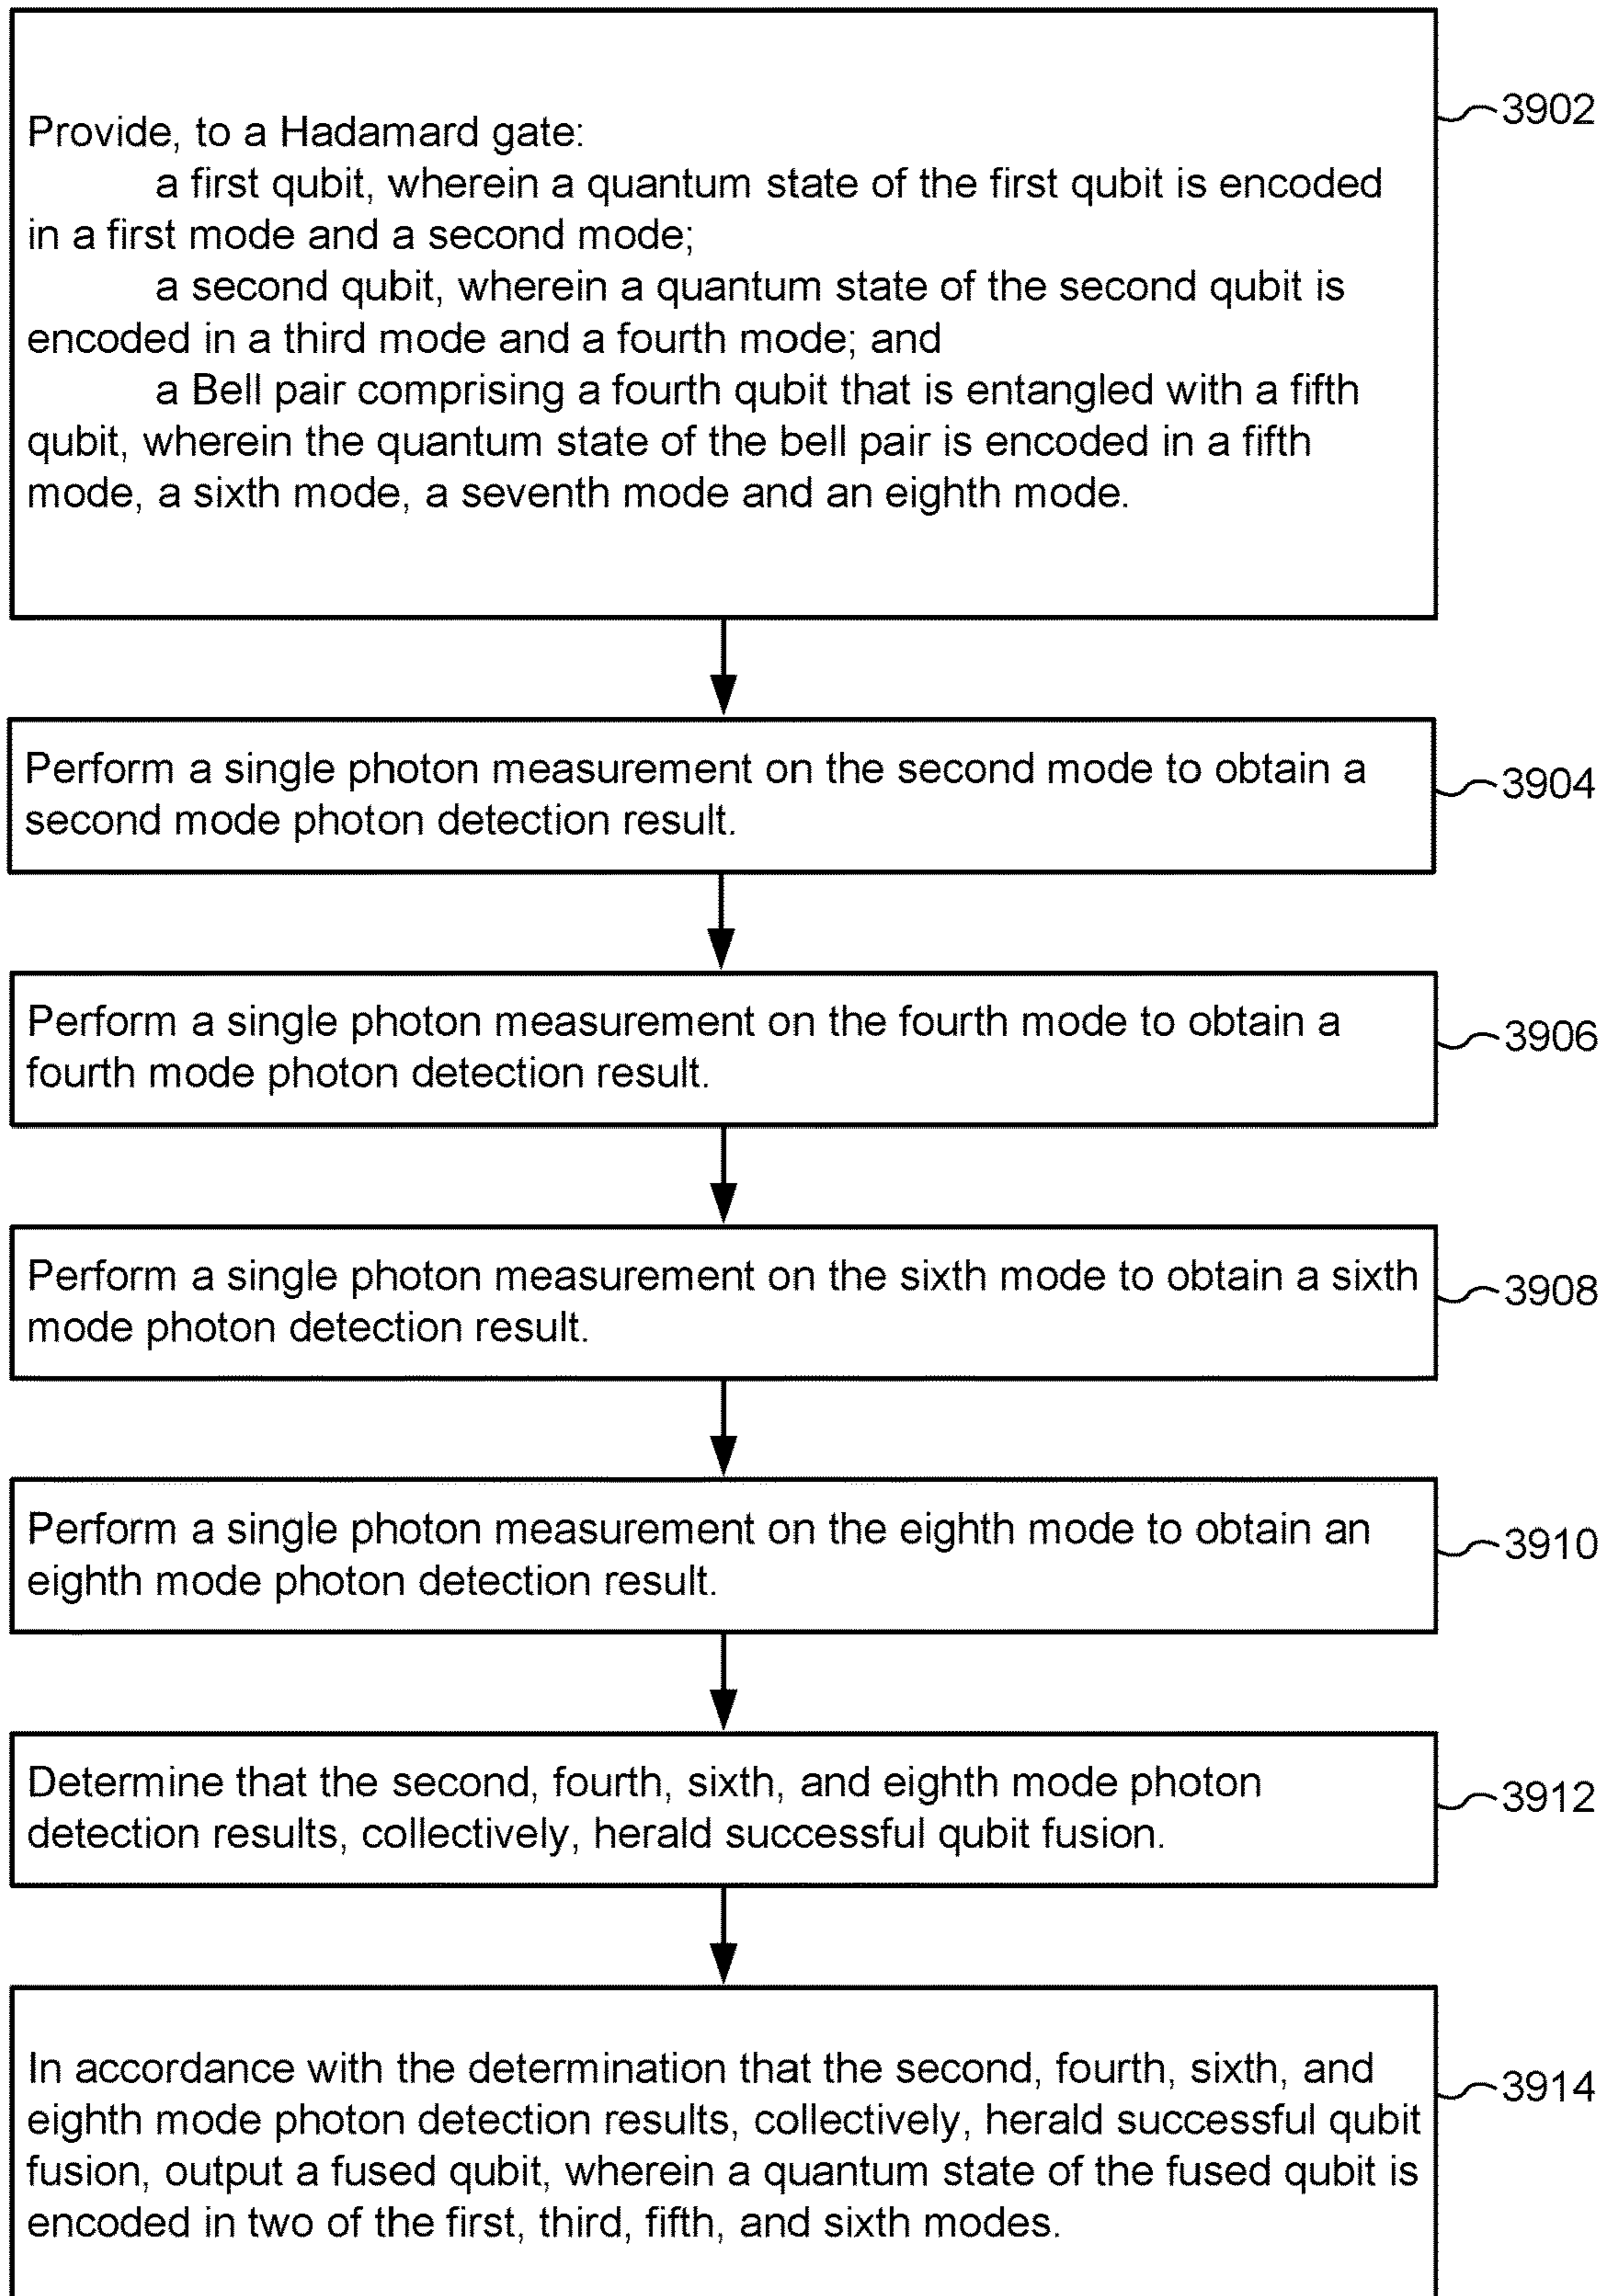 Provide, to a Hadamard gate:
a first qubit, wherein a quantum state of the first qubit is encoded
in a first mode and a second mode;
a second qubit, wherein a quantum state of the second qubit is
encoded in a third mode and a fourth mode; and
a Bell pair comprising a fourth qubit that is entangled with a fifth
qubit, wherein the quantum state of the bell pair is encoded in a fifth
mode, a sixth mode, a seventh mode and an eighth mode.
3902
Perform a single photon measurement on the second mode to obtain a
second mode photon detection result.
3904
Perform a single photon measurement on the fourth mode to obtain a
fourth mode photon detection result.
3906
Perform a single photon measurement on the sixth mode to obtain a sixth
mode photon detection result.
3908
Perform a single photon measurement on the eighth mode to obtain an
eighth mode photon detection result.
3910
Determine that the second, fourth, sixth, and eighth mode photon
detection results, collectively, herald successful qubit fusion.
3912
In accordance with the determination that the second, fourth, sixth, and
eighth mode photon detection results, collectively, herald successful qubit
fusion, output a fused qubit, wherein a quantum state of the fused qubit is
encoded in two of the first, third, fifth, and sixth modes.
3914